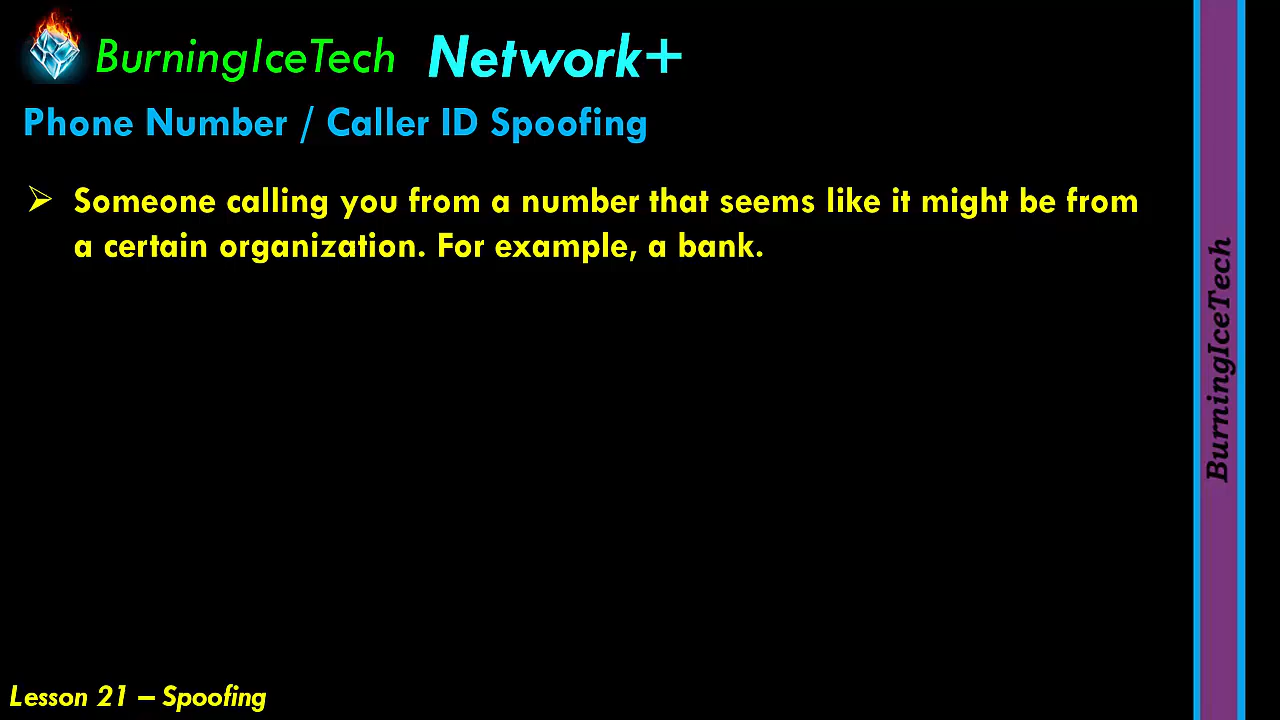 BurningIceTech Network+
Phone Number / Caller ID Spoofing
➢ Someone calling you from a number that seems like it might be from
a certain organization. For example, a bank.
BurningIceTech
Lesson 21 – Spoofing